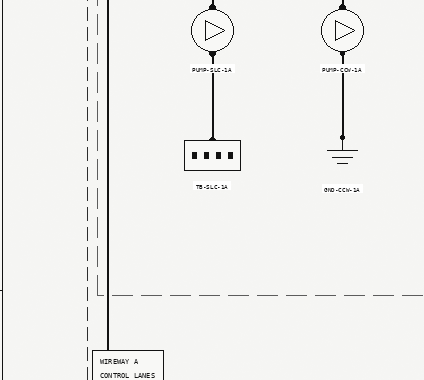 PUMP-SLC-1A PUMP-CCW-1A
TB-SLC-1A GND-CCW-1A
WIREWAY A
CONTROL LANES